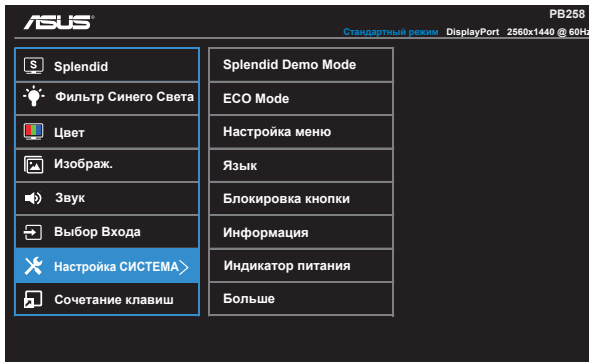 ASUS
PB258
Стандартный режим DisplayPort 2560x1440 @ 60Hz
S Splendid
Фильтр Синего Света
Цвет
Изображ.
Звук
Выбор Входа
Настройка СИСТЕМА
Сочетание клавиш
Splendid Demo Mode
ECO Mode
Настройка меню
Язык
Блокировка кнопки
Информация
Индикатор питания
Больше